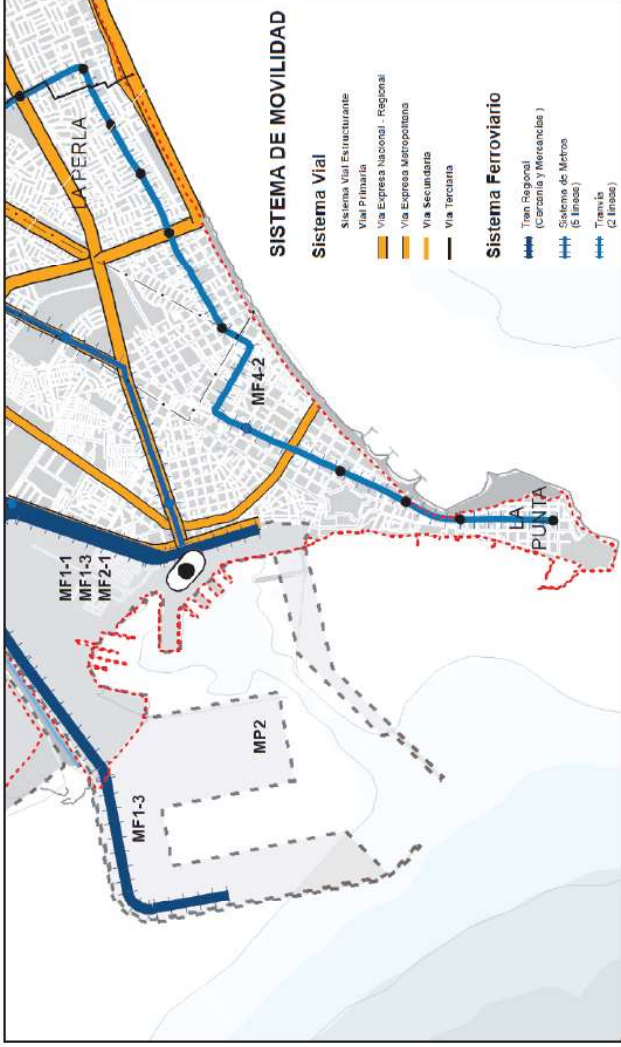 MF1-1
MF1-3
MF2-1
MF1-3
MP2
MF4-2
LA PERLA
LA
PUNTA
SISTEMA DE MOVILIDAD
Sistema Vial
Sistema Vial Estructurante
Vial Primaria
Vía Expresa Nacional - Regional
Vía Expresa Metropolitana
Vía Secundaria
Vía Terciaria
Sistema Ferroviario
Tren Regional
(Cercanía y Mercancías )
Sistema de Metros
(5 líneas)
Tranvía
(2 líneas)